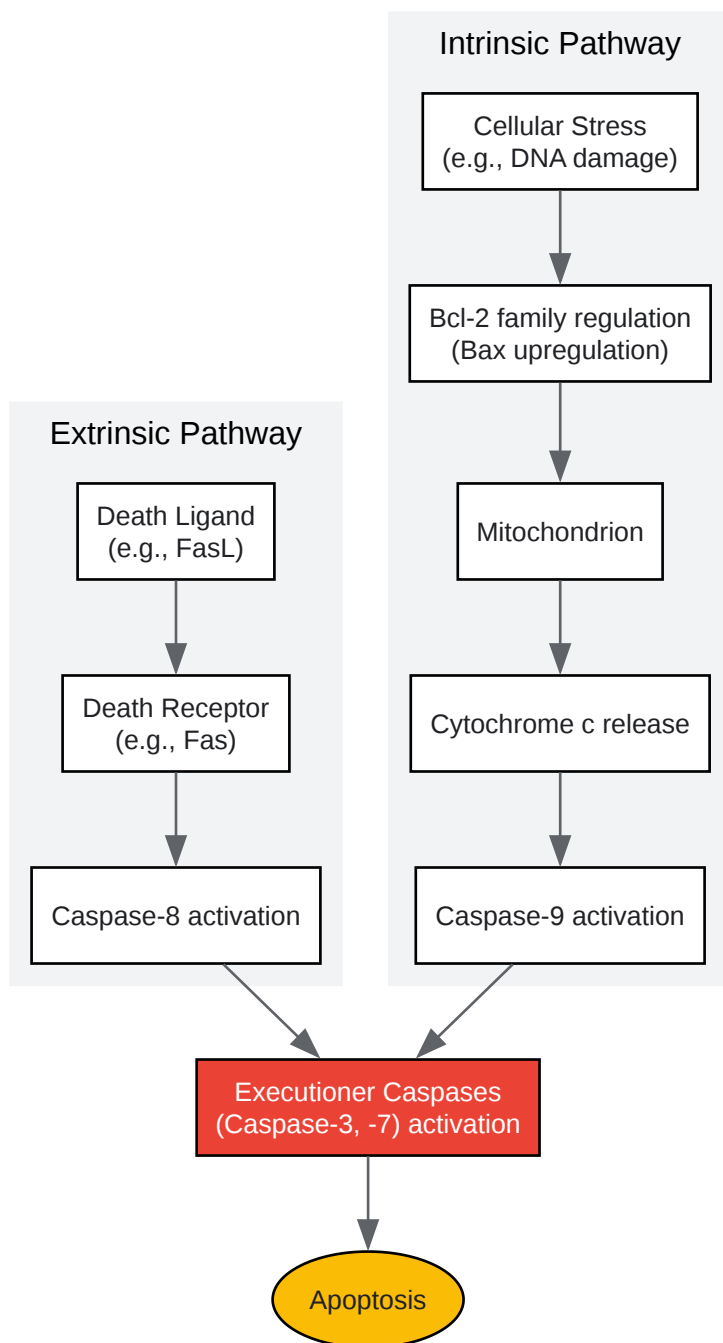 Intrinsic Pathway
Cellular Stress
(e.g., DNA damage)
Bcl-2 family regulation
(Bax upregulation)
Mitochondrion
Cytochrome c release
Caspase-9 activation
Extrinsic Pathway
Death Ligand
(e.g., FasL)
Death Receptor
(e.g., Fas)
Caspase-8 activation
Executioner Caspases
(Caspase-3, -7) activation
Apoptosis